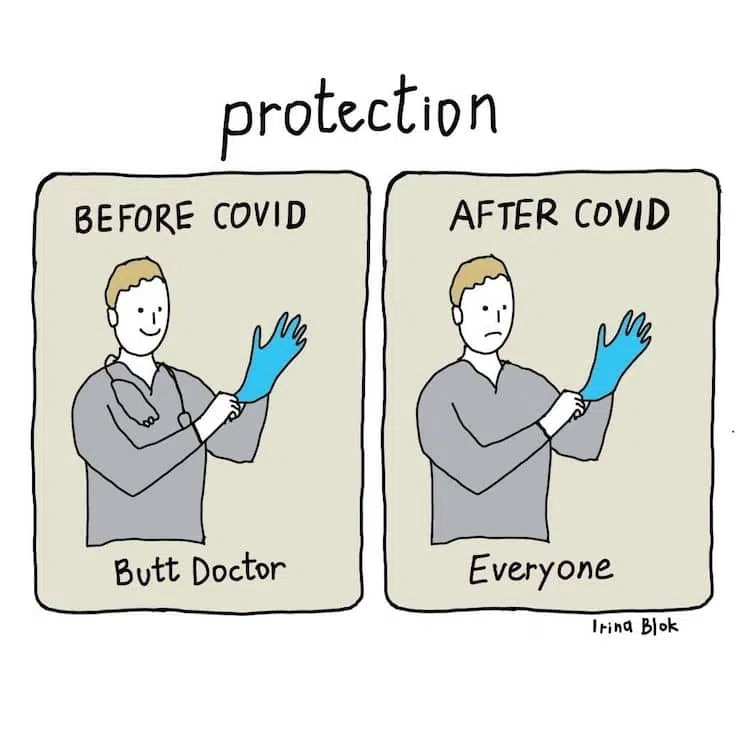 protection
BEFORE COVID
AFTER COVID
Butt Doctor
Everyone
Irina Blok